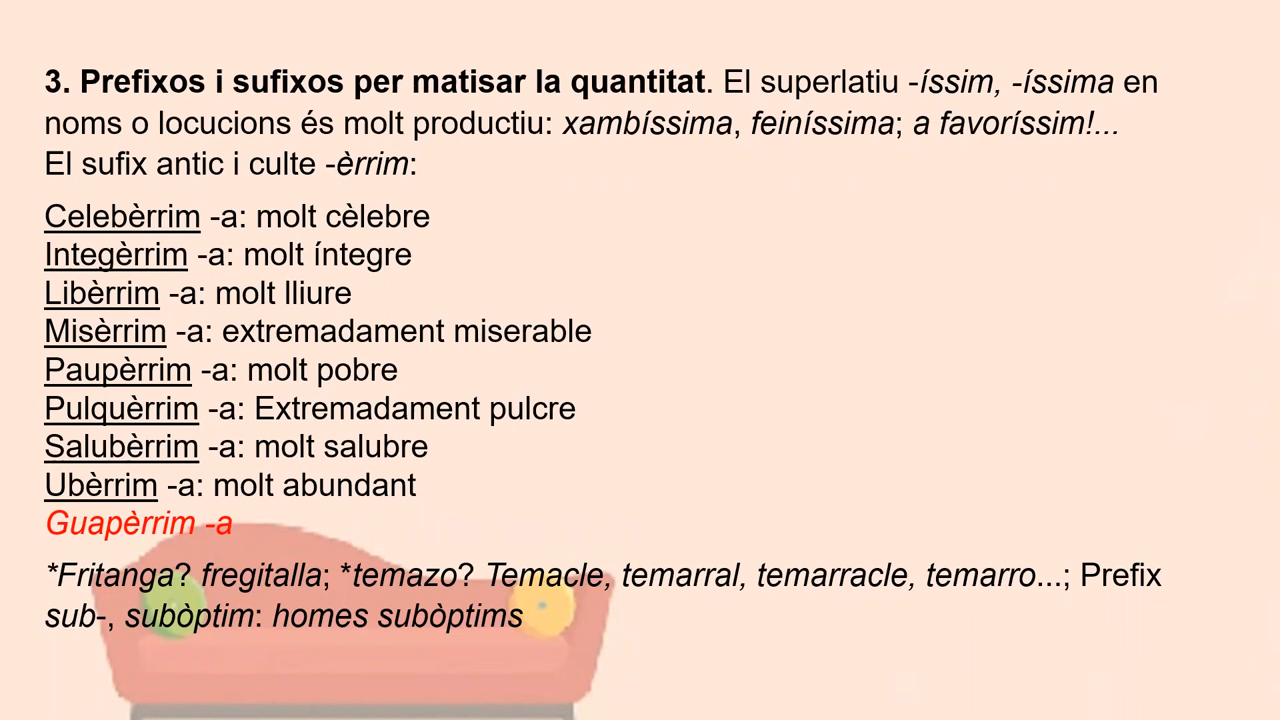 3. Prefixos i sufixos per matisar la quantitat. El superlatiu -íssim, -íssima en
noms o locucions és molt productiu: xambíssima, feiníssima; a favoríssim!...
El sufix antic i culte -èrrim:
Celebèrrim -a: molt cèlebre
Integèrrim -a: molt íntegre
Libèrrim -a: molt lliure
Misèrrim -a: extremadament miserable
Paupèrrim -a: molt pobre
Pulquèrrim -a: Extremadament pulcre
Salubèrrim -a: molt salubre
Ubèrrim -a: molt abundant
Guapèrrim -a
*Fritanga? fregitalla; *temazo? Temacle, temarral, temarracle, temarro...; Prefix
sub-, subòptim: homes subòptims